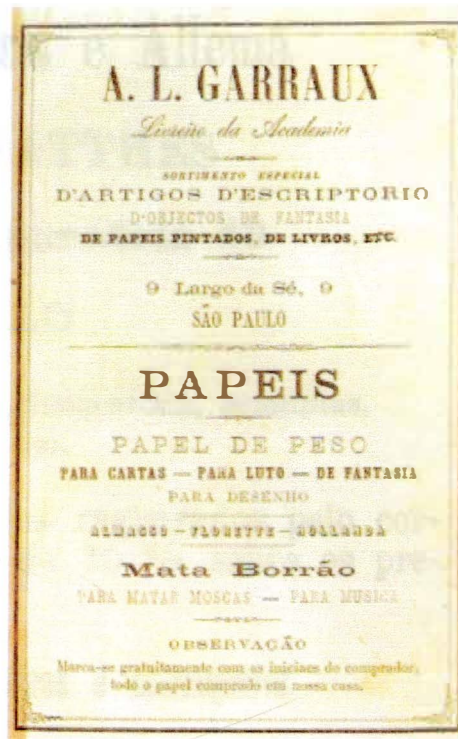 A. L. GARRAUX
Livreiro da Academia
SORTIMENTO ESPECIAL
D'ARTIGOS D'ESCRIPTORIO
D'OBJECTOS DE FANTASIA
DE PAPEIS PINTADOS, DE LIVROS, ETC.
9 Largo da Sé, 9
SÃO PAULO
PAPEIS
PAPEL DE PESO
PARA CARTAS — PARA LUTO — DE FANTASIA
PARA DESENHO
ALMAÇO — FLORETTE — HOLLANDA
Mata Borrão
PARA MATAR MOSCAS — PARA MUSICA
OBSERVAÇÃO
Marca-se gratuitamente com as iniciaes do comprador,
todo o papel comprado em nossa casa.